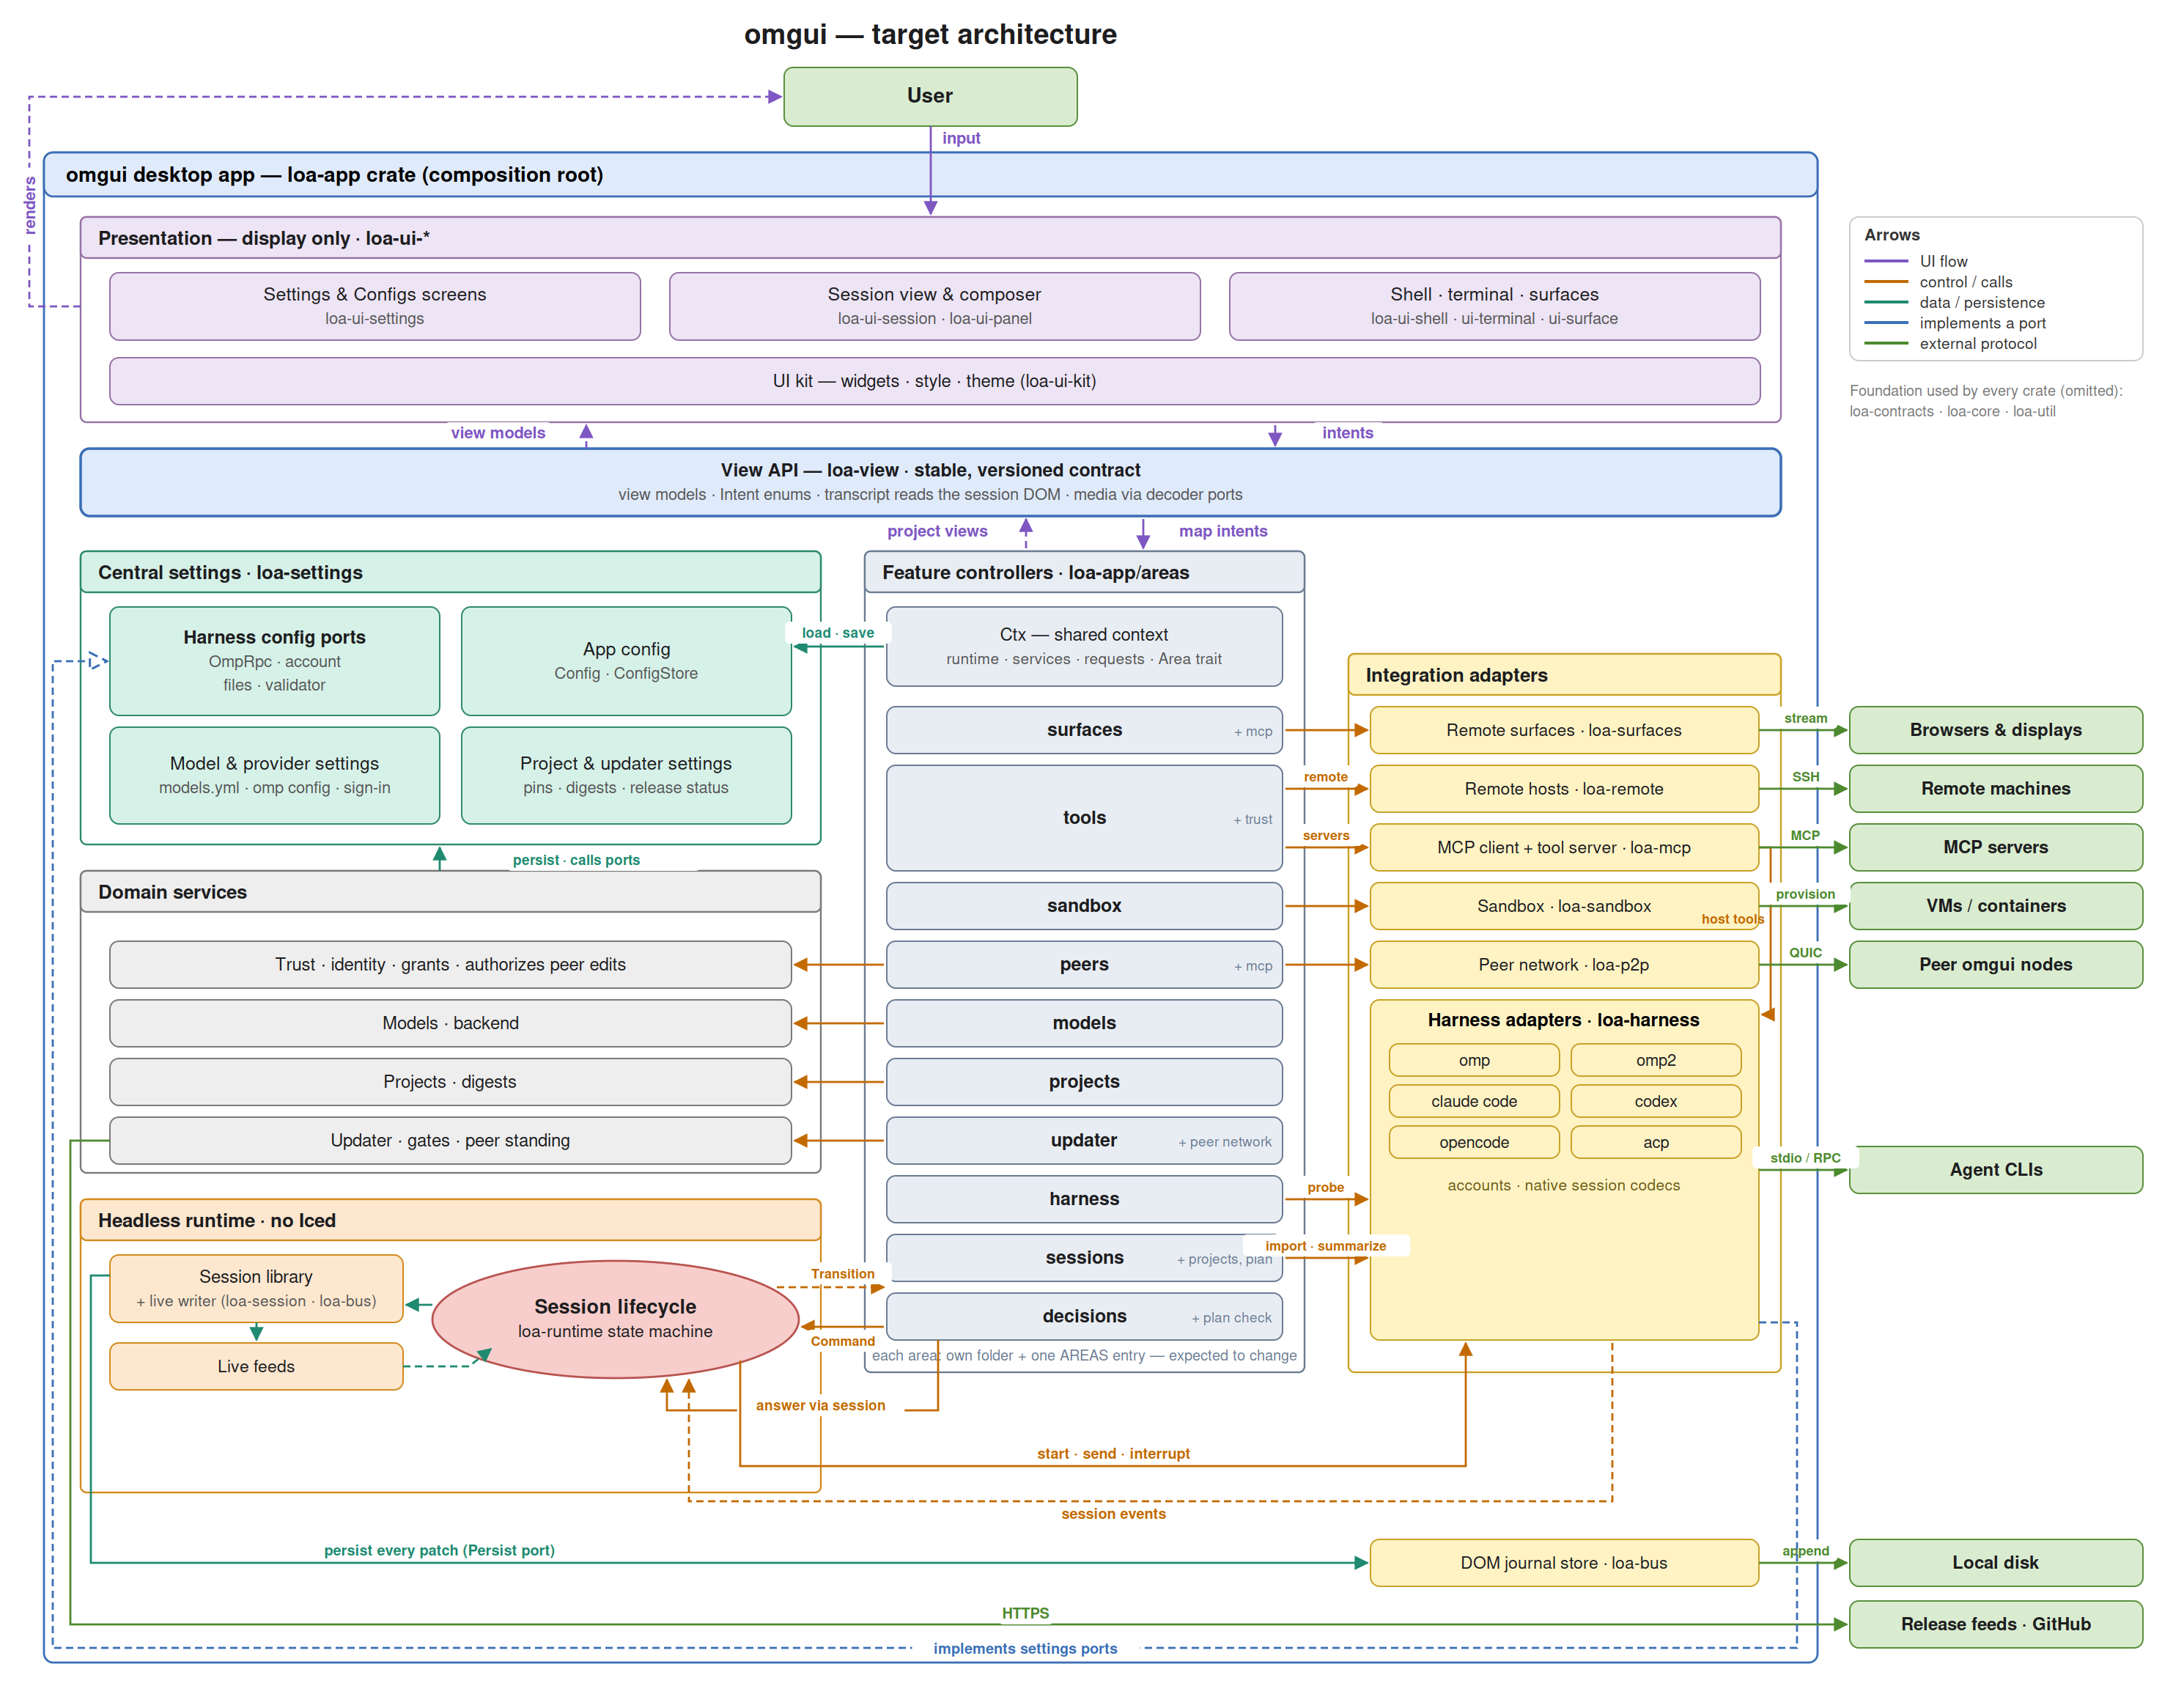 omgui — target architecture
User
input
renders
omgui desktop app — loa-app crate (composition root)
Presentation — display only · loa-ui-*
Settings & Configs screens
loa-ui-settings
Session view & composer
loa-ui-session · loa-ui-panel
Shell · terminal · surfaces
loa-ui-shell · ui-terminal · ui-surface
UI kit — widgets · style · theme (loa-ui-kit)
Arrows
UI flow
control / calls
data / persistence
implements a port
external protocol
Foundation used by every crate (omitted):
loa-contracts · loa-core · loa-util
view models
intents
View API — loa-view · stable, versioned contract
view models · Intent enums · transcript reads the session DOM · media via decoder ports
project views
map intents
Central settings · loa-settings
Harness config ports
OmpRpc · account
files · validator
App config
Config · ConfigStore
Model & provider settings
models.yml · omp config · sign-in
Project & updater settings
pins · digests · release status
load · save
persist · calls ports
Domain services
Trust · identity · grants · authorizes peer edits
Models · backend
Projects · digests
Updater · gates · peer standing
Headless runtime · no Iced
Session library
+ live writer (loa-session · loa-bus)
Live feeds
Session lifecycle
loa-runtime state machine
Transition
Command
Feature controllers · loa-app/areas
Ctx — shared context
runtime · services · requests · Area trait
surfaces
+ mcp
tools
+ trust
sandbox
peers
+ mcp
models
projects
updater
+ peer network
harness
sessions
+ projects, plan
decisions
+ plan check
each area: own folder + one AREAS entry — expected to change
remote
servers
probe
import · summarize
Integration adapters
Remote surfaces · loa-surfaces
Remote hosts · loa-remote
MCP client + tool server · loa-mcp
Sandbox · loa-sandbox
host tools
Peer network · loa-p2p
Harness adapters · loa-harness
omp
omp2
claude code
codex
opencode
acp
accounts · native session codecs
stream
SSH
MCP
provision
QUIC
stdio / RPC
Browsers & displays
Remote machines
MCP servers
VMs / containers
Peer omgui nodes
Agent CLIs
answer via session
start · send · interrupt
session events
persist every patch (Persist port)
DOM journal store · loa-bus
append
Local disk
HTTPS
Release feeds · GitHub
implements settings ports